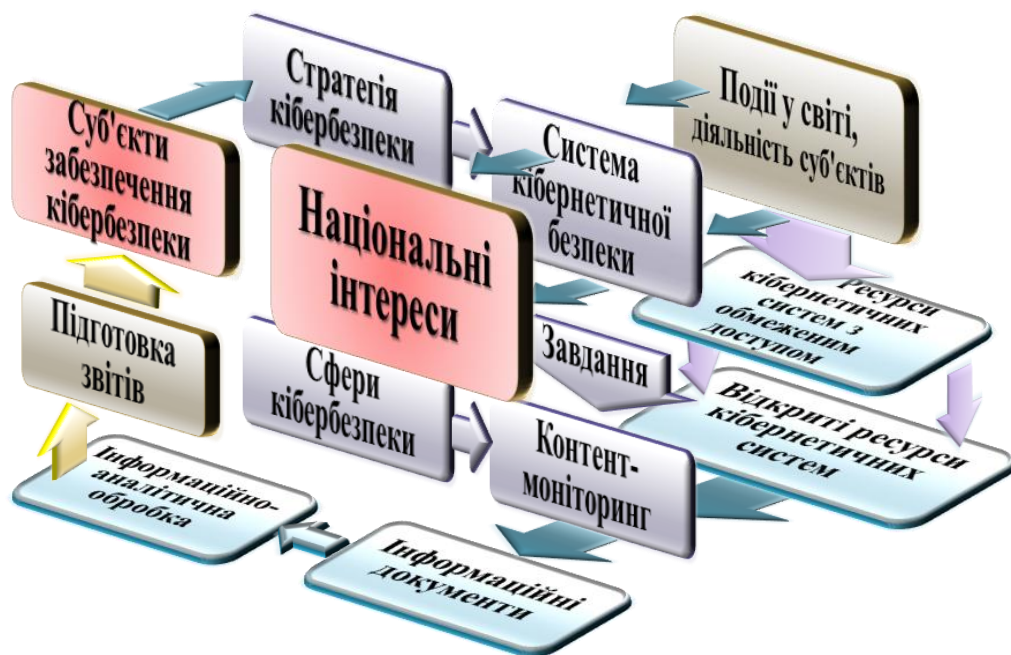 Стратегія
кібербезпеки
Події у світі,
діяльність суб'єктів
Суб'єкти
забезпечення
кібербезпеки
Система
кібернетичної
безпеки
Національні
інтереси
Ресурси
кібернетичних
систем з
обмеженим
доступом
Підготовка
звітів
Завдання
Сфери
кібербезпеки
Відкриті ресурси
кібернетичних
систем
Контент-
моніторинг
Інформаційно-
аналітична
обробка
Інформаційні
документи